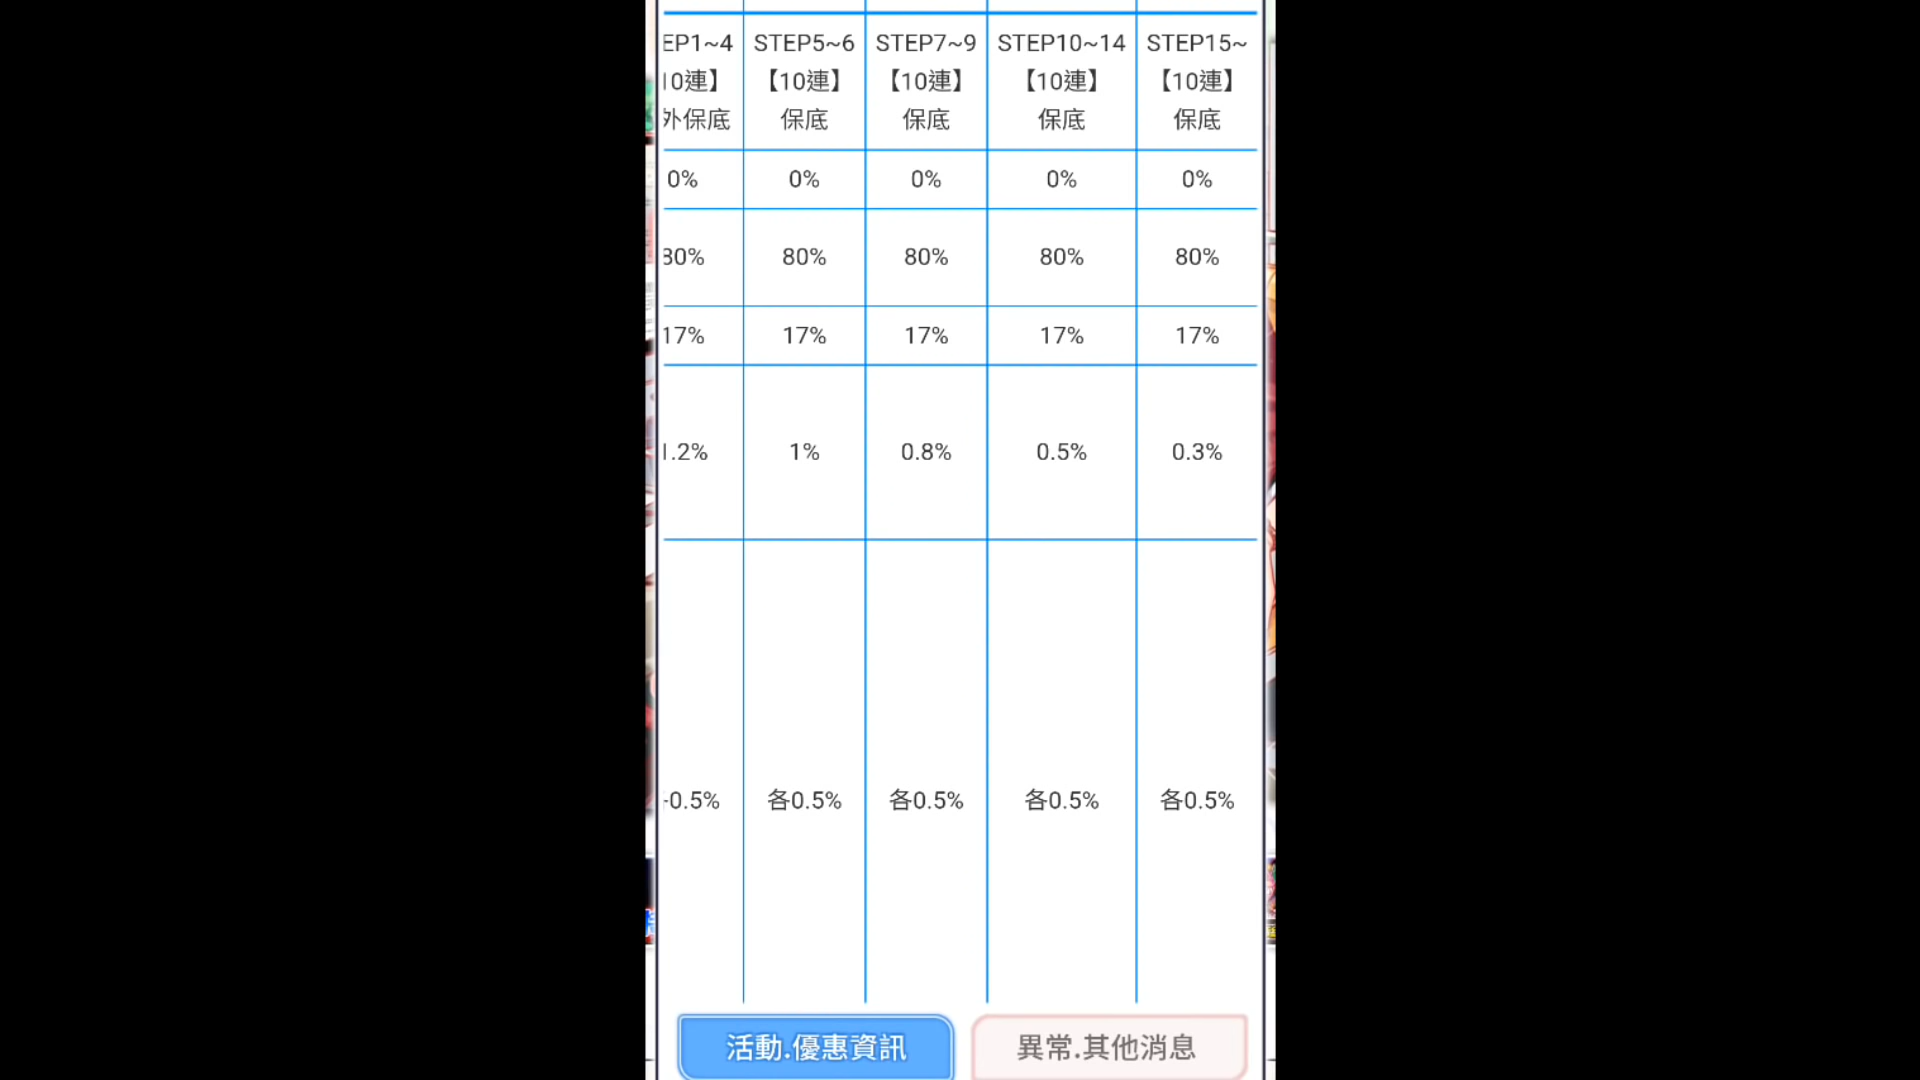 EP1~4 STEP5~6 STEP7~9 STEP10~14 STEP15~
10連】 【10連】 【10連】 【10連】 【10連】
外保底 保底 保底 保底 保底
0% 0% 0% 0% 0%
80% 80% 80% 80% 80%
17% 17% 17% 17% 17%
1.2% 1% 0.8% 0.5% 0.3%
0.5% 各0.5% 各0.5% 各0.5% 各0.5%
活動.優惠資訊 異常.其他消息